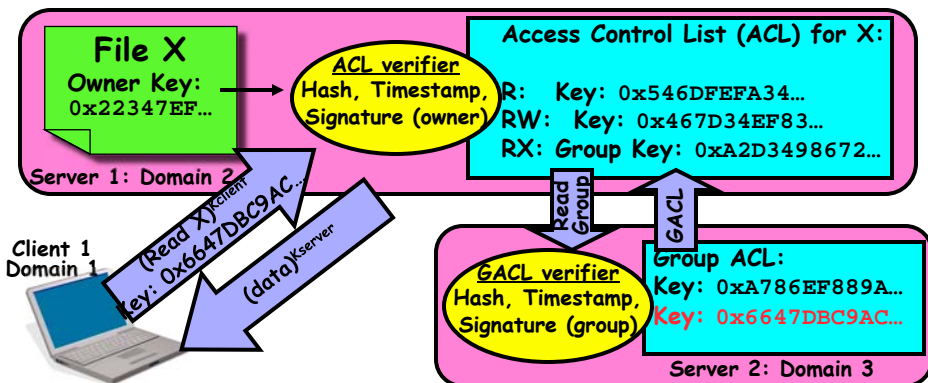 File X
Owner Key:
0x22347EF…
ACL verifier
Hash, Timestamp,
Signature (owner)
Access Control List (ACL) for X:
R: Key: 0x546DFEFA34…
RW: Key: 0x467D34EF83…
RX: Group Key: 0xA2D3498672…
Server 1: Domain 2
(Read X)Kclient
Key: 0x6647DBC9AC…
(data)Kserver
Client 1
Domain 1
Read
Group
GACL
GACL verifier
Hash, Timestamp,
Signature (group)
Group ACL:
Key: 0xA786EF889A…
Key: 0x6647DBC9AC…
Server 2: Domain 3